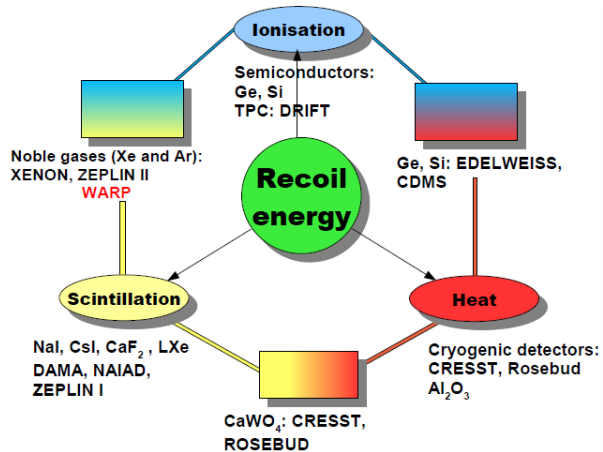 Ionisation
Semiconductors:
Ge, Si
TPC: DRIFT
Noble gases (Xe and Ar):
XENON, ZEPLIN II
WARP
Ge, Si: EDELWEISS,
CDMS
Recoil
energy
Scintillation
Heat
NaI, CsI, CaF₂ , LXe
DAMA, NAIAD,
ZEPLIN I
Cryogenic detectors:
CRESST, Rosebud
Al₂O₃
CaWO₄: CRESST,
ROSEBUD